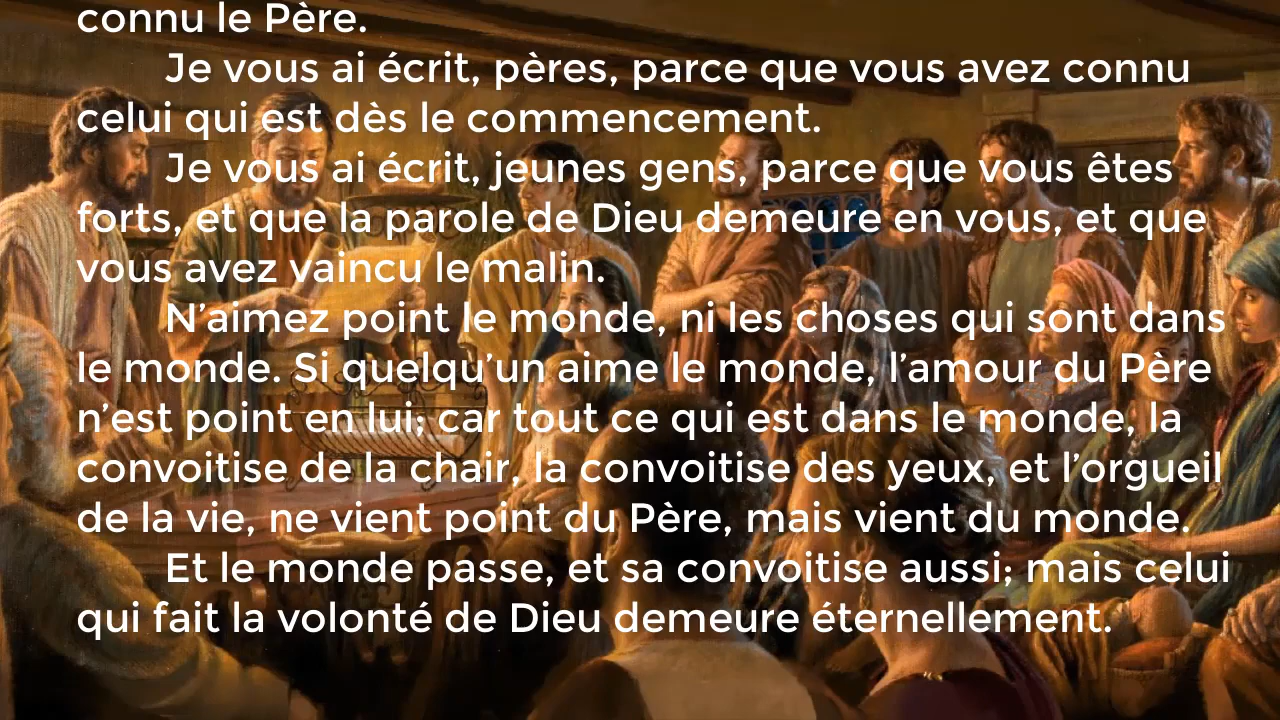 connu le Père.
Je vous ai écrit, pères, parce que vous avez connu
celui qui est dès le commencement.
Je vous ai écrit, jeunes gens, parce que vous êtes
forts, et que la parole de Dieu demeure en vous, et que
vous avez vaincu le malin.
N’aimez point le monde, ni les choses qui sont dans
le monde. Si quelqu’un aime le monde, l’amour du Père
n’est point en lui; car tout ce qui est dans le monde, la
convoitise de la chair, la convoitise des yeux, et l’orgueil
de la vie, ne vient point du Père, mais vient du monde.
Et le monde passe, et sa convoitise aussi; mais celui
qui fait la volonté de Dieu demeure éternellement.